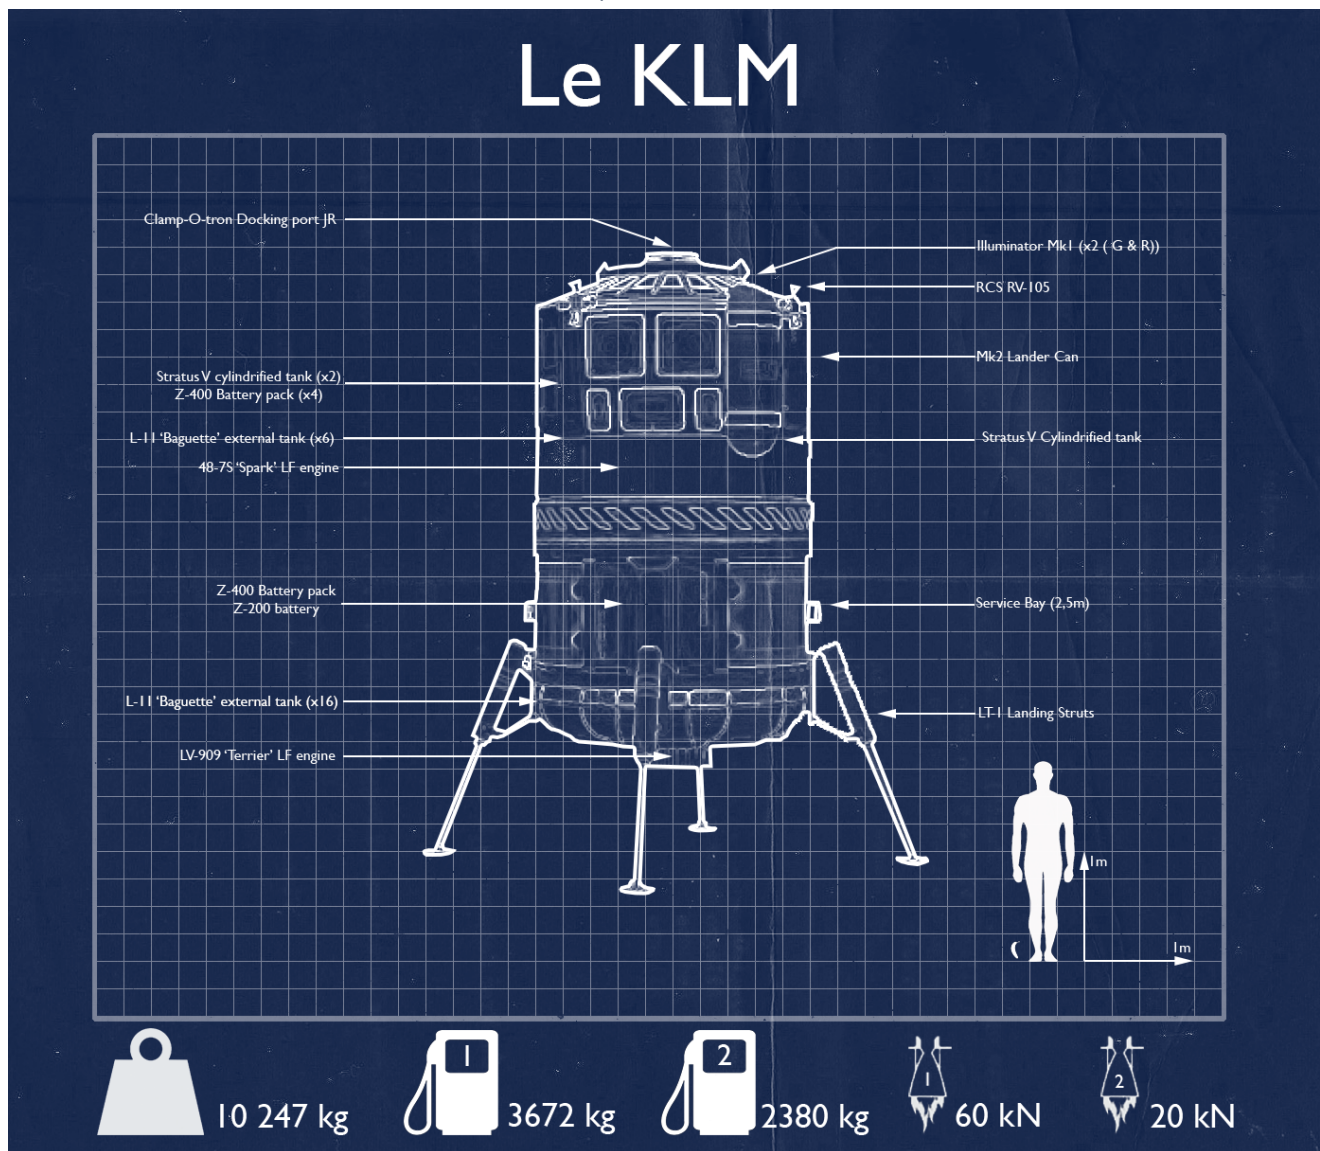 Le KLM
Clamp-O-tron Docking port JR
Illuminator Mk1 (x2 ( G & R))
RCS RV-105
Mk2 Lander Can
Stratus V cylindrified tank (x2)
Z-400 Battery pack (x4)
L-11 'Baguette' external tank (x6)
Stratus V Cylindrified tank
48-7S 'Spark' LF engine
Z-400 Battery pack
Z-200 battery
Service Bay (2,5m)
L-11 'Baguette' external tank (x16)
LT-1 Landing Struts
LV-909 'Terrier' LF engine
1m
1m
10 247 kg
1
3672 kg
2
2380 kg
1
60 kN
2
20 kN